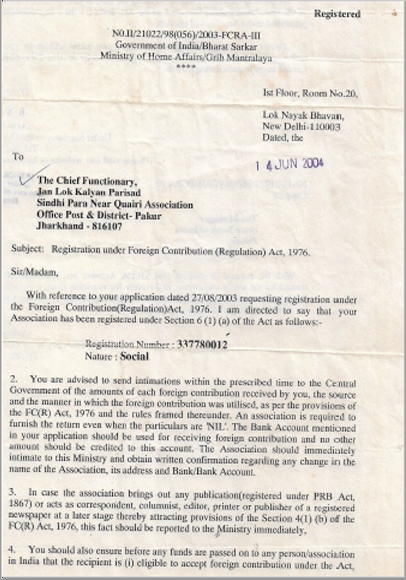 Registered
N0.II/21022/98(056)/2003-FCRA-III
Government of India/Bharat Sarkar
Ministry of Home Affairs/Grih Mantralaya
****
Ist Floor, Room No.20,
Lok Nayak Bhavan,
New Delhi-110003
Dated, the
14 JUN 2004
To
The Chief Functionary,
Jan Lok Kalyan Parisad
Sindhi Para Near Quairi Association
Office Post & District- Pakur
Jharkhand - 816107
Subject: Registration under Foreign Contribution (Regulation) Act, 1976.
Sir/Madam,
With reference to your application dated 27/08/2003 requesting registration under
the Foreign Contribution(Regulation)Act, 1976. I am directed to say that your
Association has been registered under Section 6 (1) (a) of the Act as follows:-
Registration Number : 337780012
Nature : Social
2. You are advised to send intimations within the prescribed time to the Central
Government of the amounts of each foreign contribution received by you, the source
and the manner in which the foreign contribution was utilised, as per the provisions
of the FC(R) Act, 1976 and the rules framed thereunder. An association is required to
furnish the return even when the particulars are 'NIL'. The Bank Account mentioned
in your application should be used for receiving foreign contribution and no other
amount should be credited to this account. The Association should immediately
intimate to this Ministry and obtain written confirmation regarding any change in the
name of the Association, its address and Bank/Bank Account.
3. In case the association brings out any publication(registered under PRB Act,
1867) or acts as correspondent, columnist, editor, printer or publisher of a registered
newspaper at a later stage thereby attracting provisions of the Section 4(1) (b) of the
FC(R) Act, 1976, this fact should be reported to the Ministry immediately.
4. You should also ensure before any funds are passed on to any person/association
in India that the recipient is (i) eligible to accept foreign contribution under the Act,